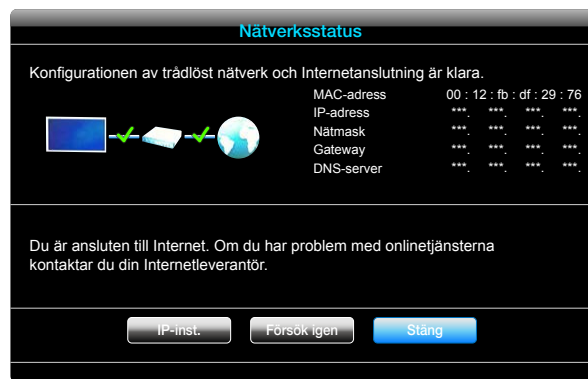 Nätverksstatus
Konfigurationen av trådlöst nätverk och Internetanslutning är klara.
MAC-adress 00 : 12 : fb : df : 29 : 76
IP-adress ***. ***. ***. ***.
Nätmask ***. ***. ***. ***.
Gateway ***. ***. ***. ***.
DNS-server ***. ***. ***. ***.
Du är ansluten till Internet. Om du har problem med onlinetjänsterna
kontaktar du din Internetleverantör.
IP-inst. Försök igen Stäng